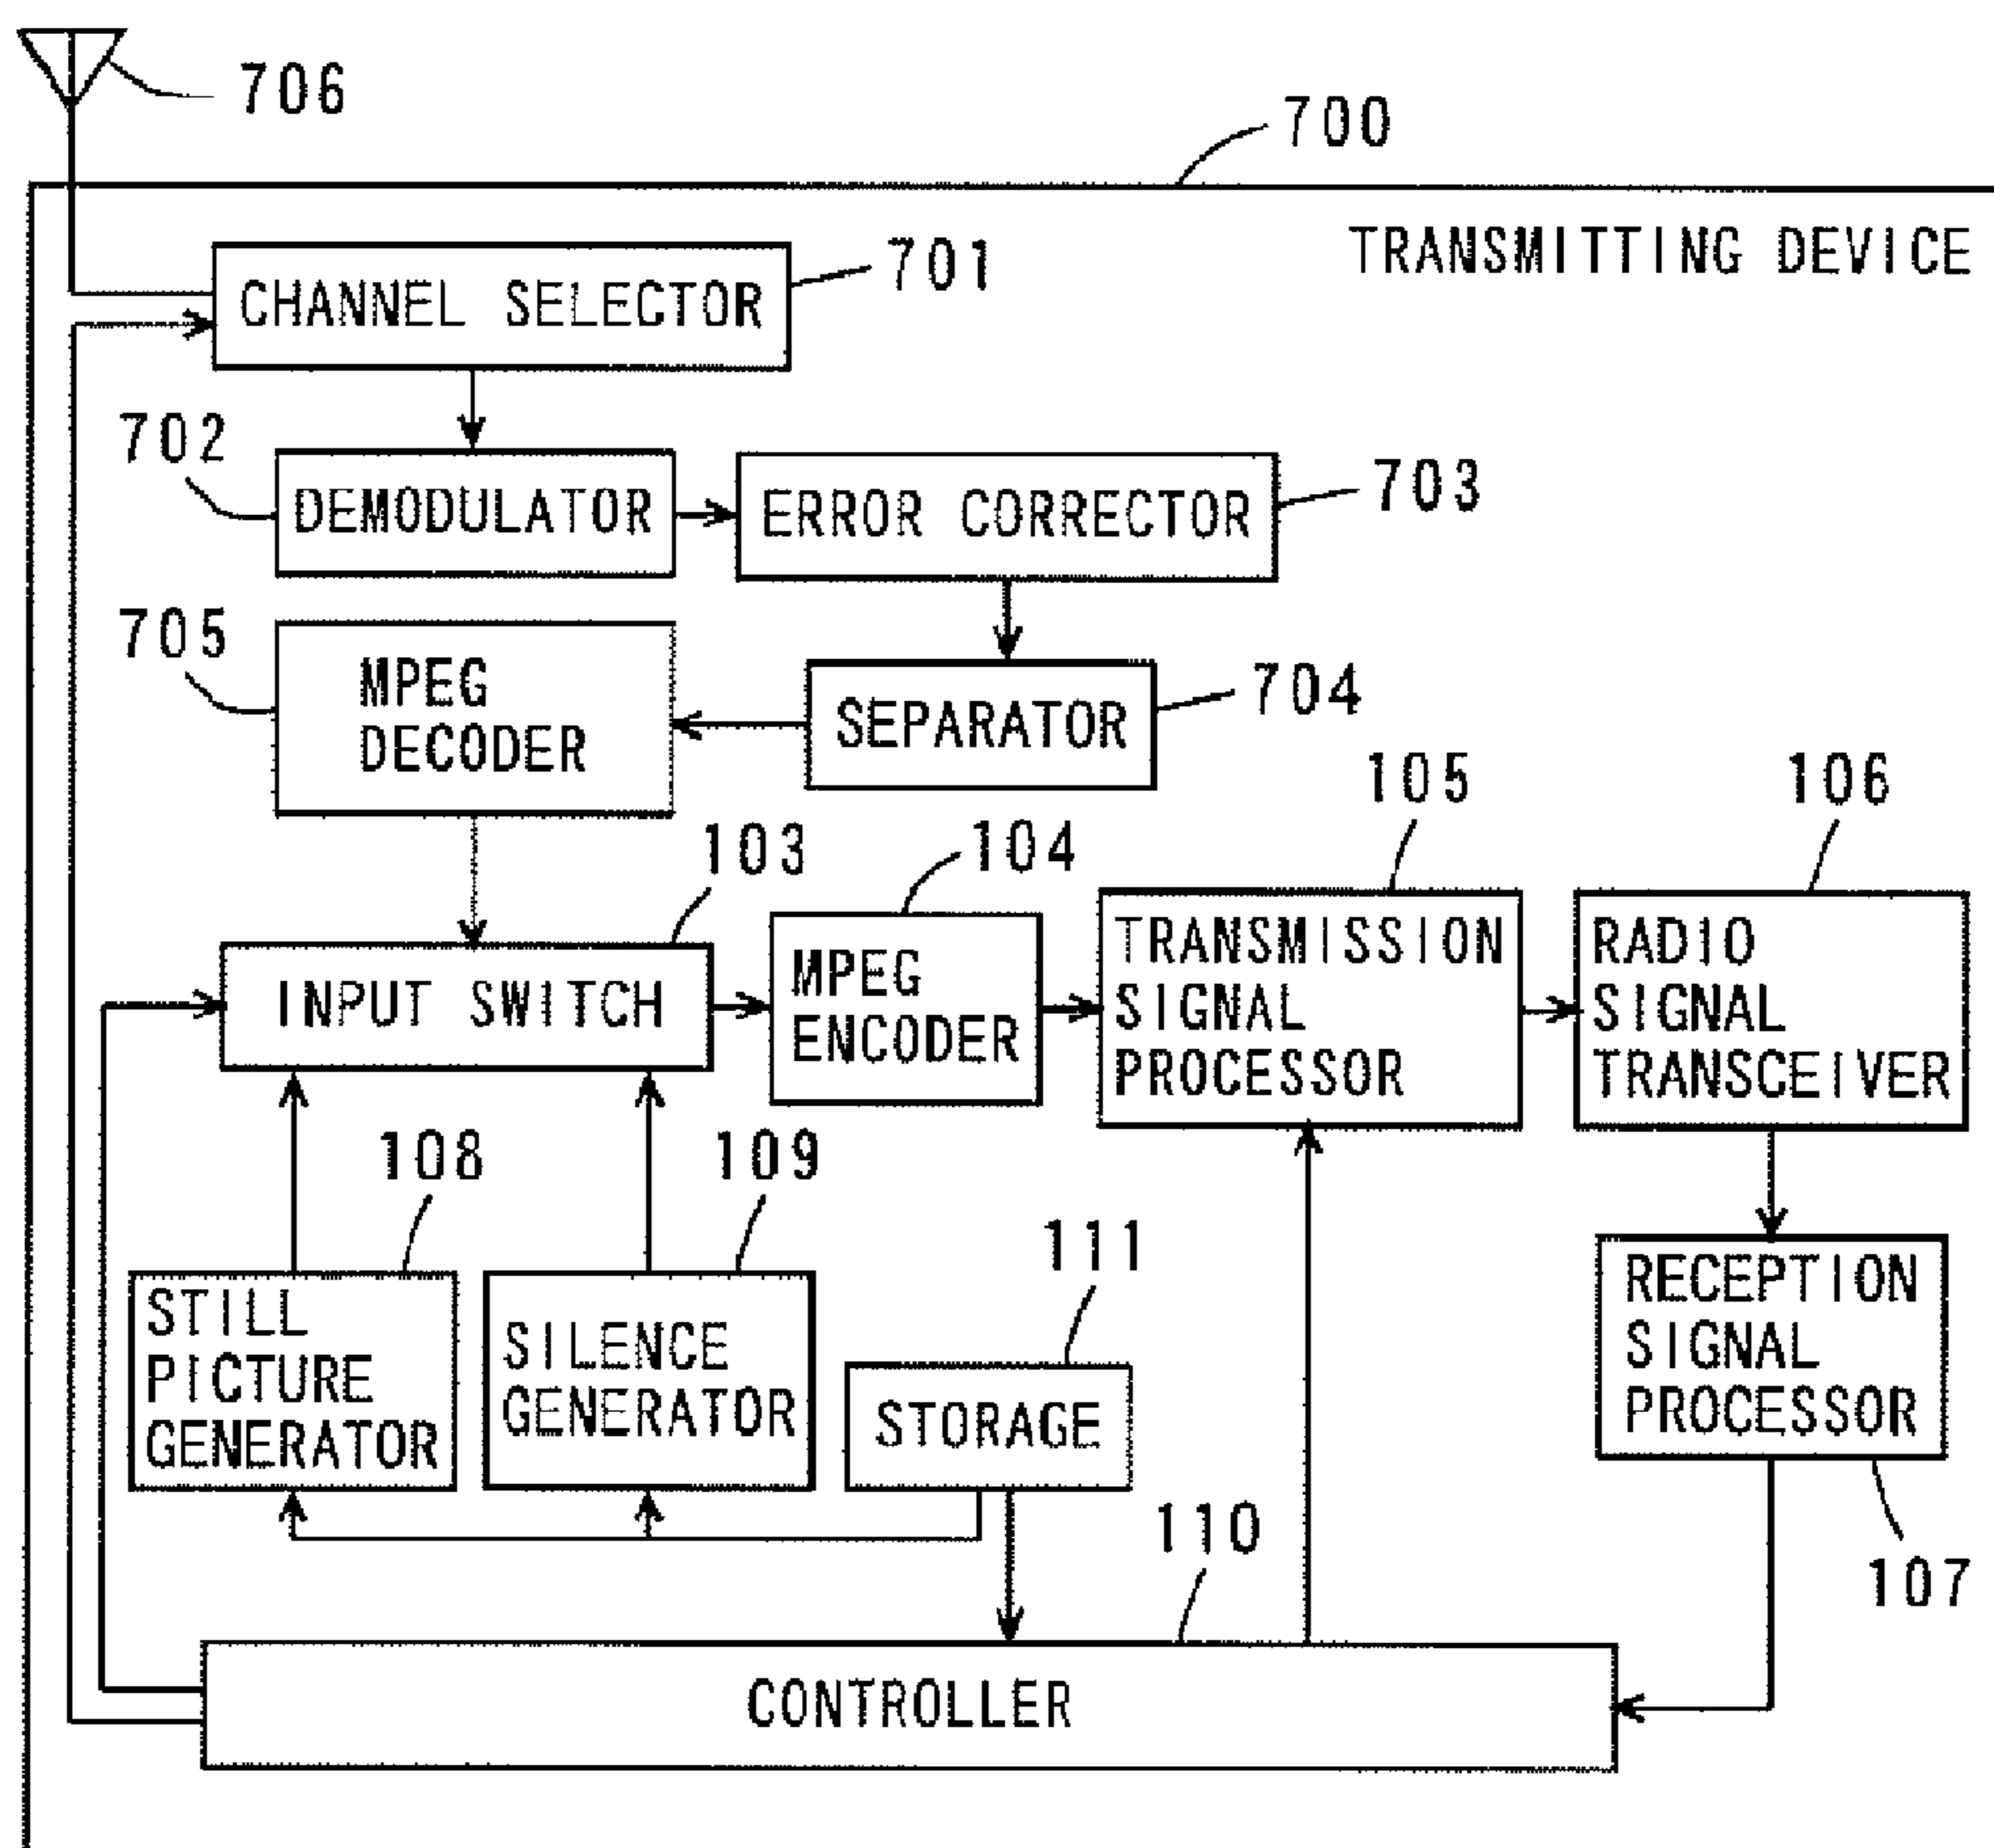 706
700
TRANSMITTING DEVICE
701
CHANNEL SELECTOR
702
DEMODULATOR
ERROR CORRECTOR
703
705
MPEG
DECODER
SEPARATOR
704
103
104
105
106
INPUT SWITCH
MPEG
ENCODER
TRANSMISSION
SIGNAL
PROCESSOR
RADIO
SIGNAL
TRANSCEIVER
108
109
111
STILL
PICTURE
GENERATOR
SILENCE
GENERATOR
STORAGE
RECEPTION
SIGNAL
PROCESSOR
110
107
CONTROLLER